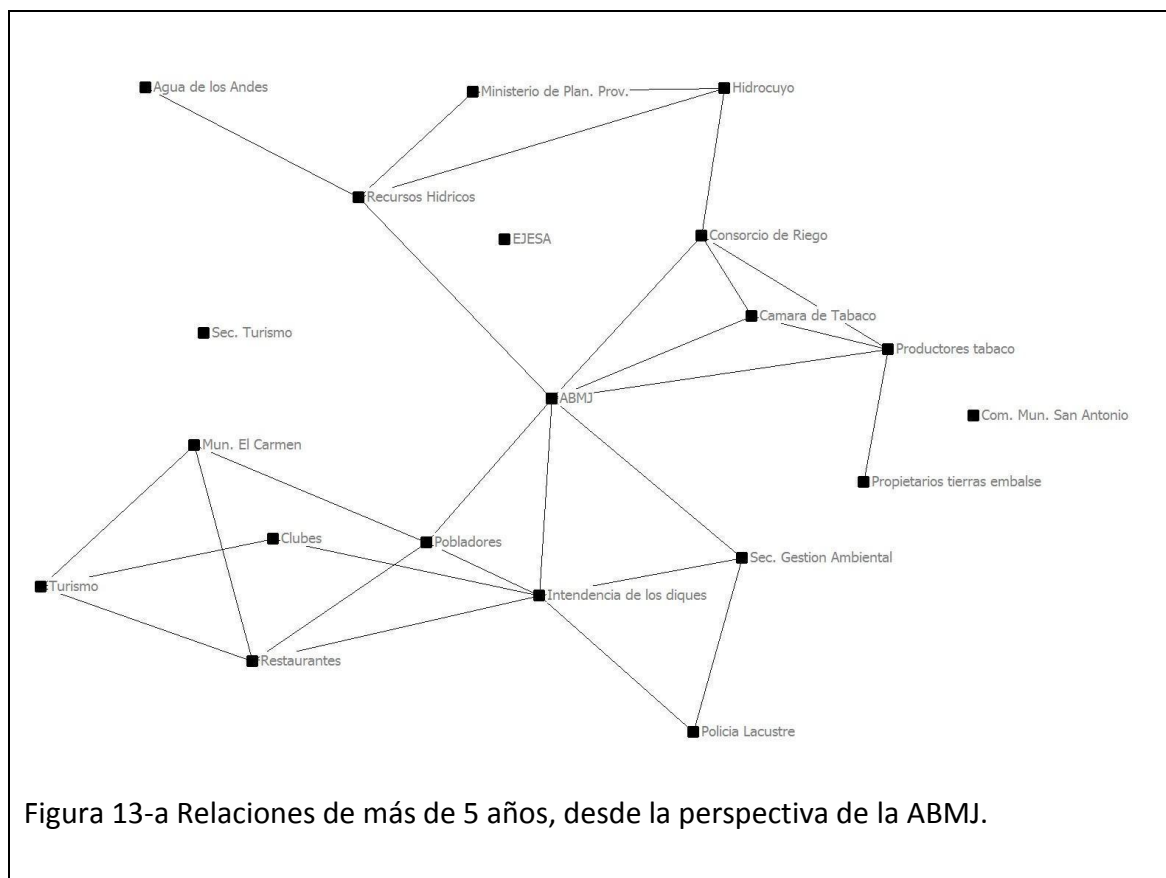 Agua de los Andes
Ministerio de Plan. Prov.
Hidrocuyo
Recursos Hidricos
EJESA
Consorcio de Riego
Sec. Turismo
Camara de Tabaco
Productores tabaco
ABMJ
Com. Mun. San Antonio
Mun. El Carmen
Propietarios tierras embalse
Clubes
Pobladores
Sec. Gestion Ambiental
Turismo
Intendencia de los diques
Restaurantes
Policia Lacustre
Figura 13-a Relaciones de más de 5 años, desde la perspectiva de la ABMJ.